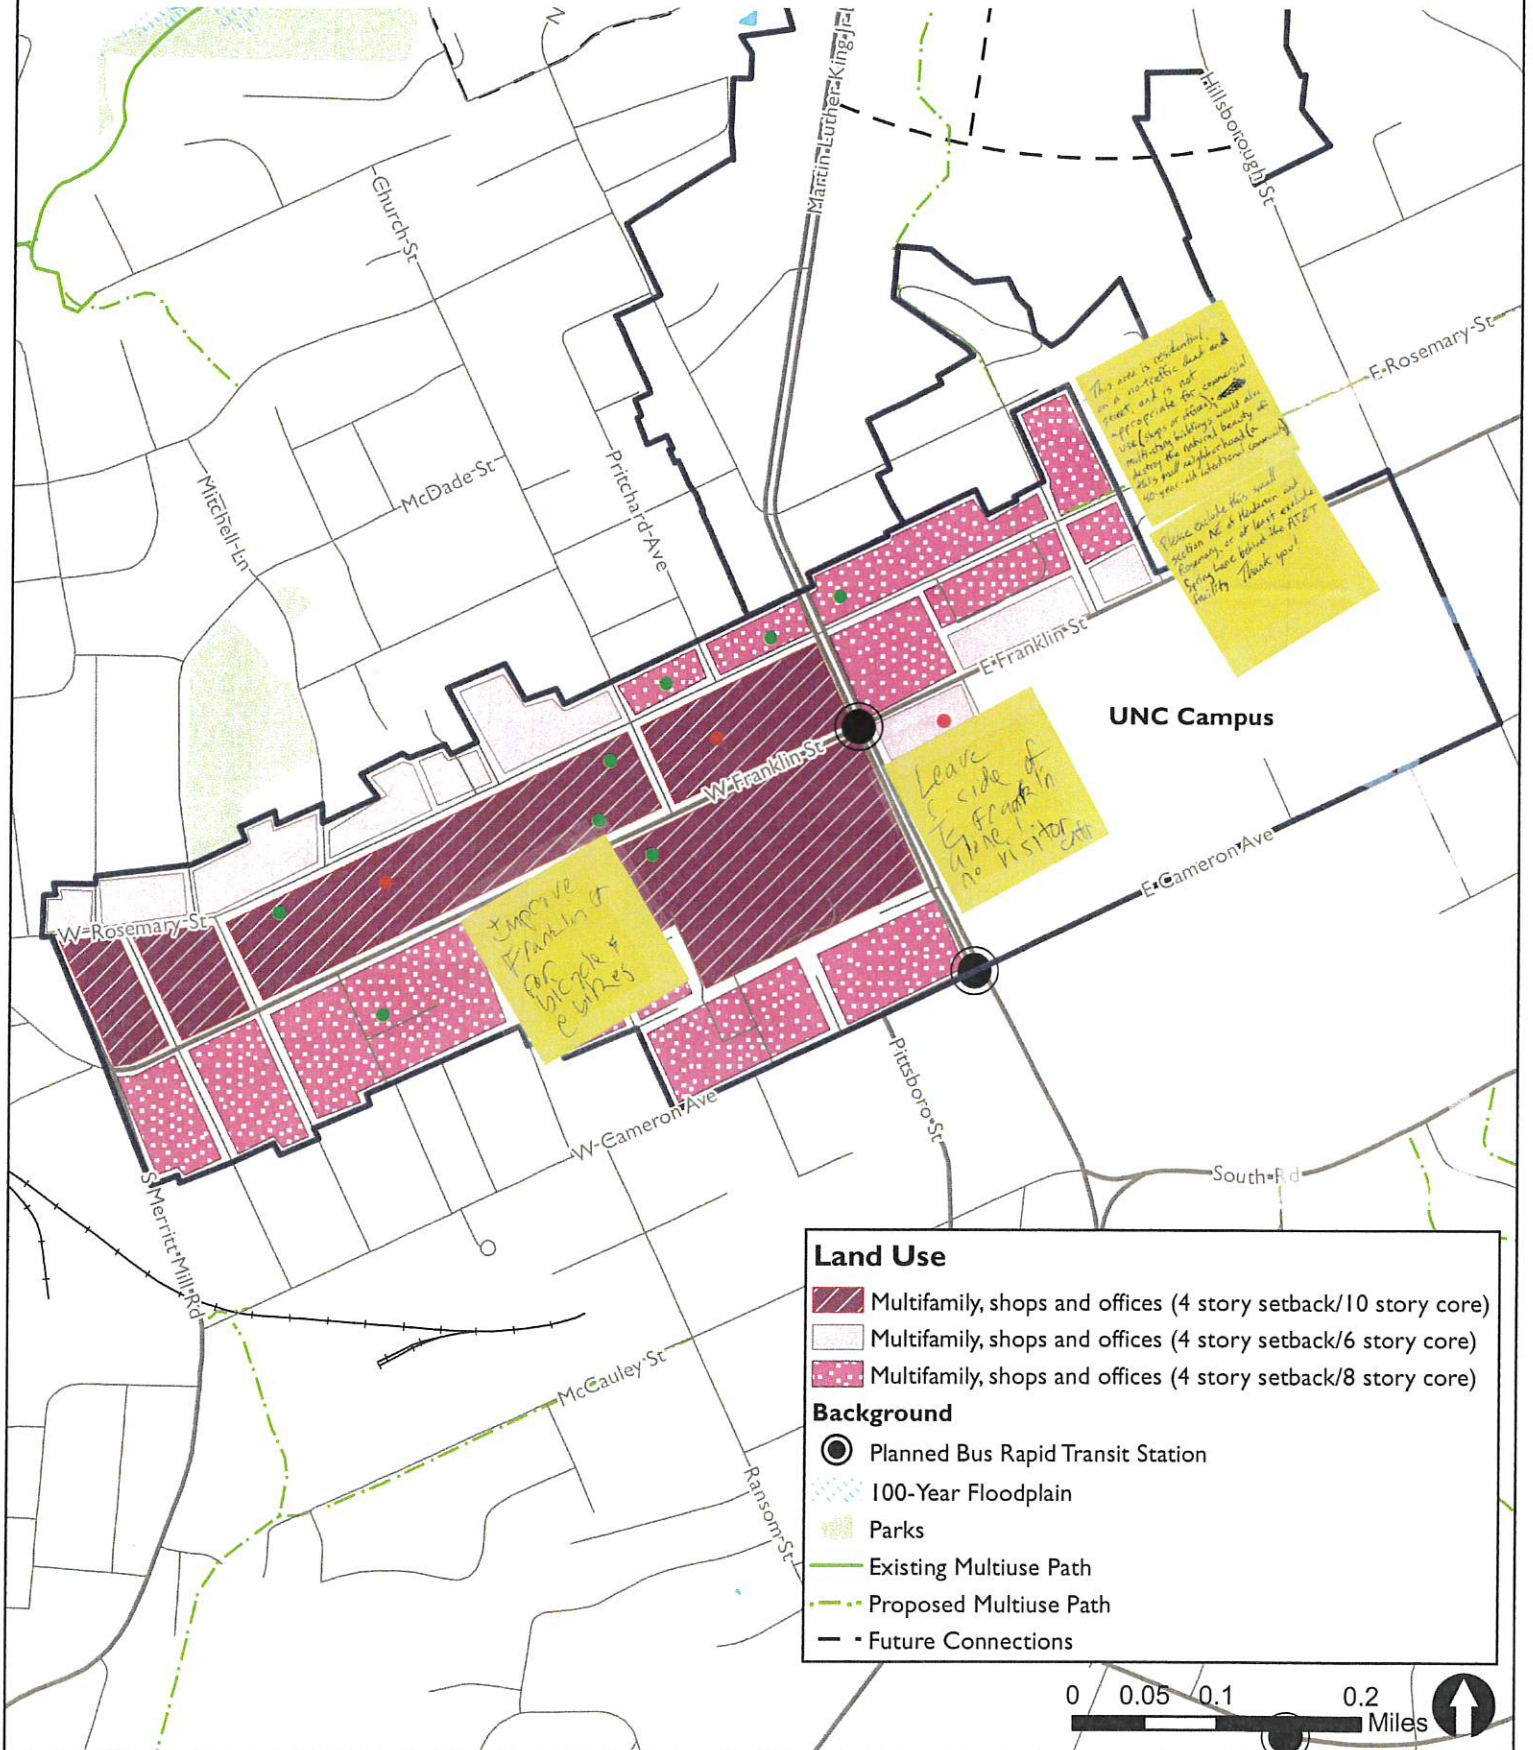 Martin-Luther-King-Jr-
Hillsborough-St
Church-St
E-Rosemary-St
This area is residential,
on a no-traffic dead end
street, and is not
appropriate for commercial
use (shops or offices);
multistory buildings would also
destroy the natural beauty of
this small neighborhood (a
40-year-old intentional community)
Please exclude this small
section NE of Henderson and
Rosemary, or at least exclude
Spring Lane behind the AT&T
facility. Thank you!
McDade-St
Pritchard-Ave
Mitchell-Ln
E-Franklin-St
UNC Campus
W-Franklin-St
Leave
S-side of
E. Franklin
alone!
no visitor
cntr
E-Cameron-Ave
W-Rosemary-St
Improve
Franklin St
for
bicycle &
ebikes
Pittsboro-St
W-Cameron-Ave
South-Rd
S-Merritt-Mill-Rd
McCauley-St
Ransom-St
Land Use
Multifamily, shops and offices (4 story setback/10 story core)
Multifamily, shops and offices (4 story setback/6 story core)
Multifamily, shops and offices (4 story setback/8 story core)
Background
Planned Bus Rapid Transit Station
100-Year Floodplain
Parks
Existing Multiuse Path
Proposed Multiuse Path
Future Connections
0 0.05 0.1 0.2
Miles